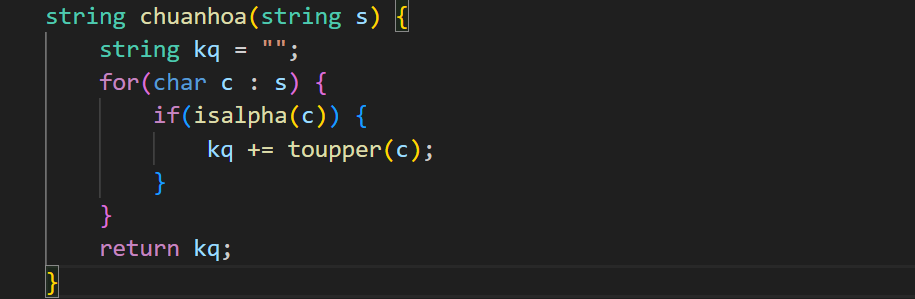 string chuanhoa(string s) {
    string kq = "";
    for(char c : s) {
        if(isalpha(c)) {
            kq += toupper(c);
        }
    }
    return kq;
}